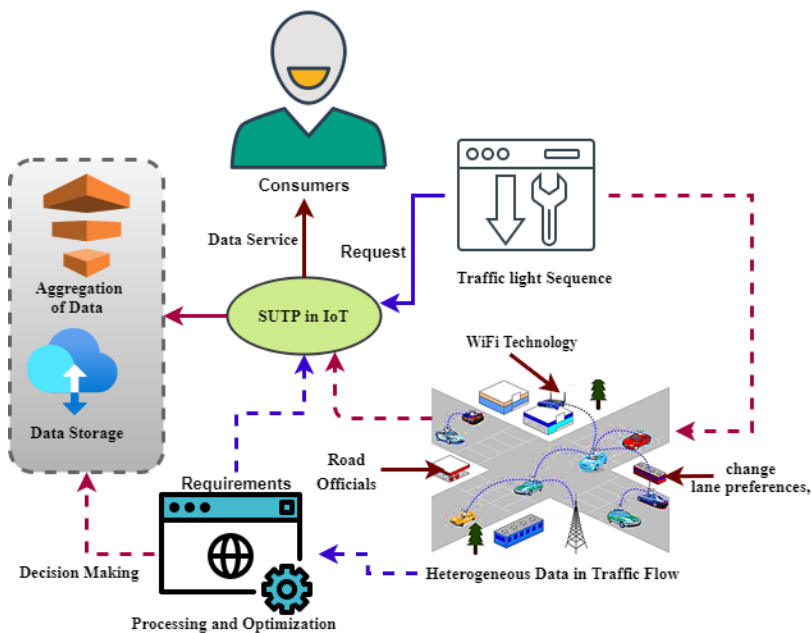 Consumers
Data Service
Request
Traffic light Sequence
Aggregation
of Data
SUTP in IoT
Data Storage
WiFi Technology
Road
Officials
change
lane preferences,
Requirements
Decision Making
Heterogeneous Data in Traffic Flow
Processing and Optimization